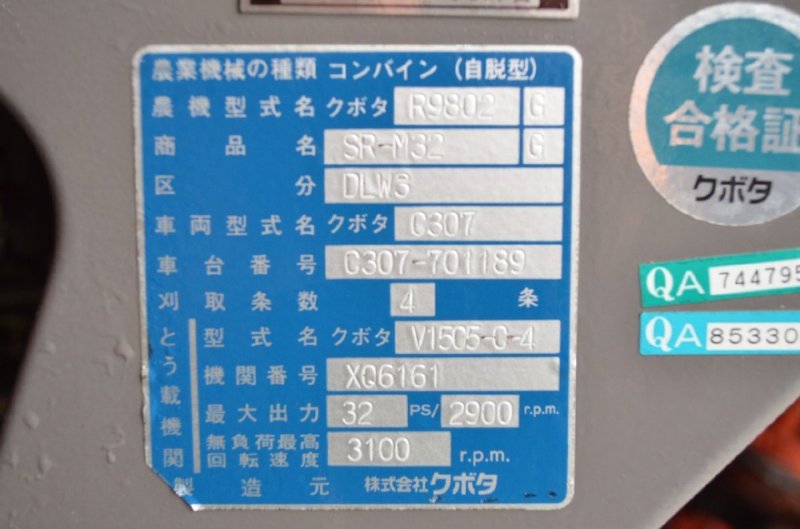 農業機械の種類 コンバイン (自脱型)
農機型式名 クボタ R9802 G
商品名 SR-M32 G
区分 DLWS
車両型式名 クボタ C307
車台番号 C307-701189
刈取条数 4 条
とう載機関
型式名 クボタ V1505-C-4
機関番号 XQ6161
最大出力 32 PS/ 2900 r.p.m.
無負荷最高回転速度 3100 r.p.m.
製造元 株式会社クボタ
検査
合格証
クボタ
QA 744795
QA 85330